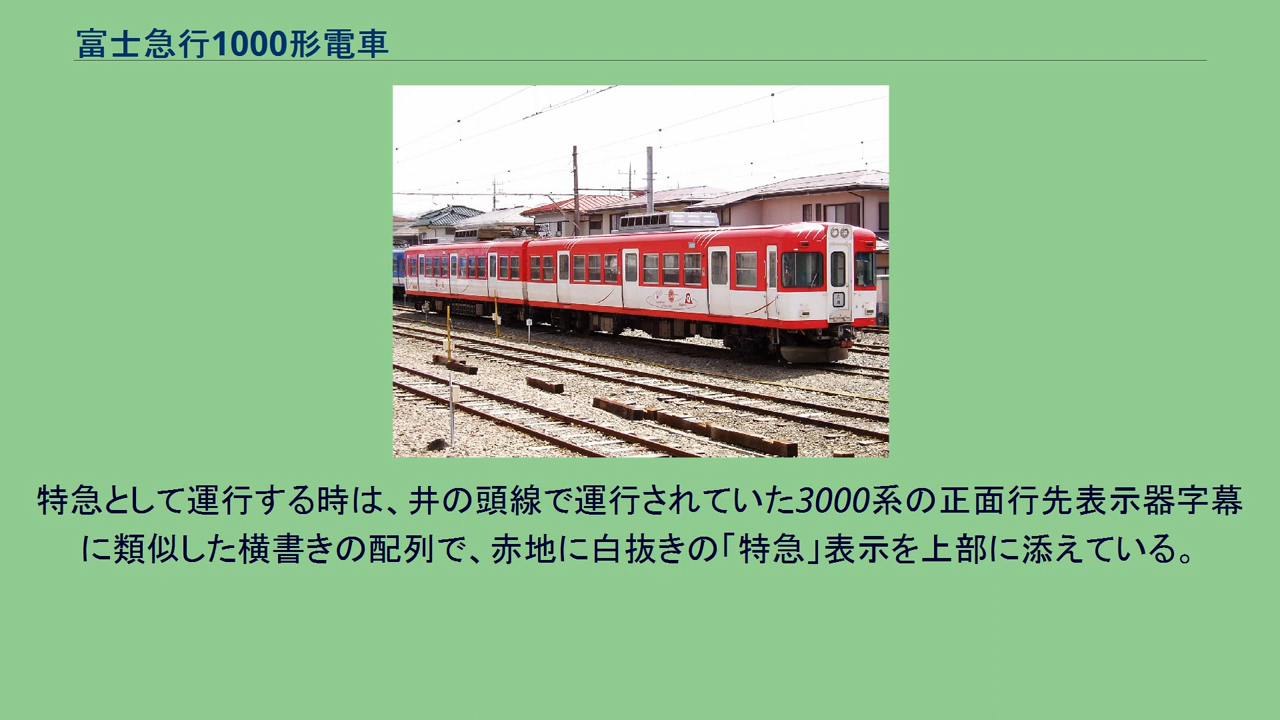 富士急行1000形電車
特急として運行する時は、井の頭線で運行されていた3000系の正面行先表示器字幕
に類似した横書きの配列で、赤地に白抜きの「特急」表示を上部に添えている。